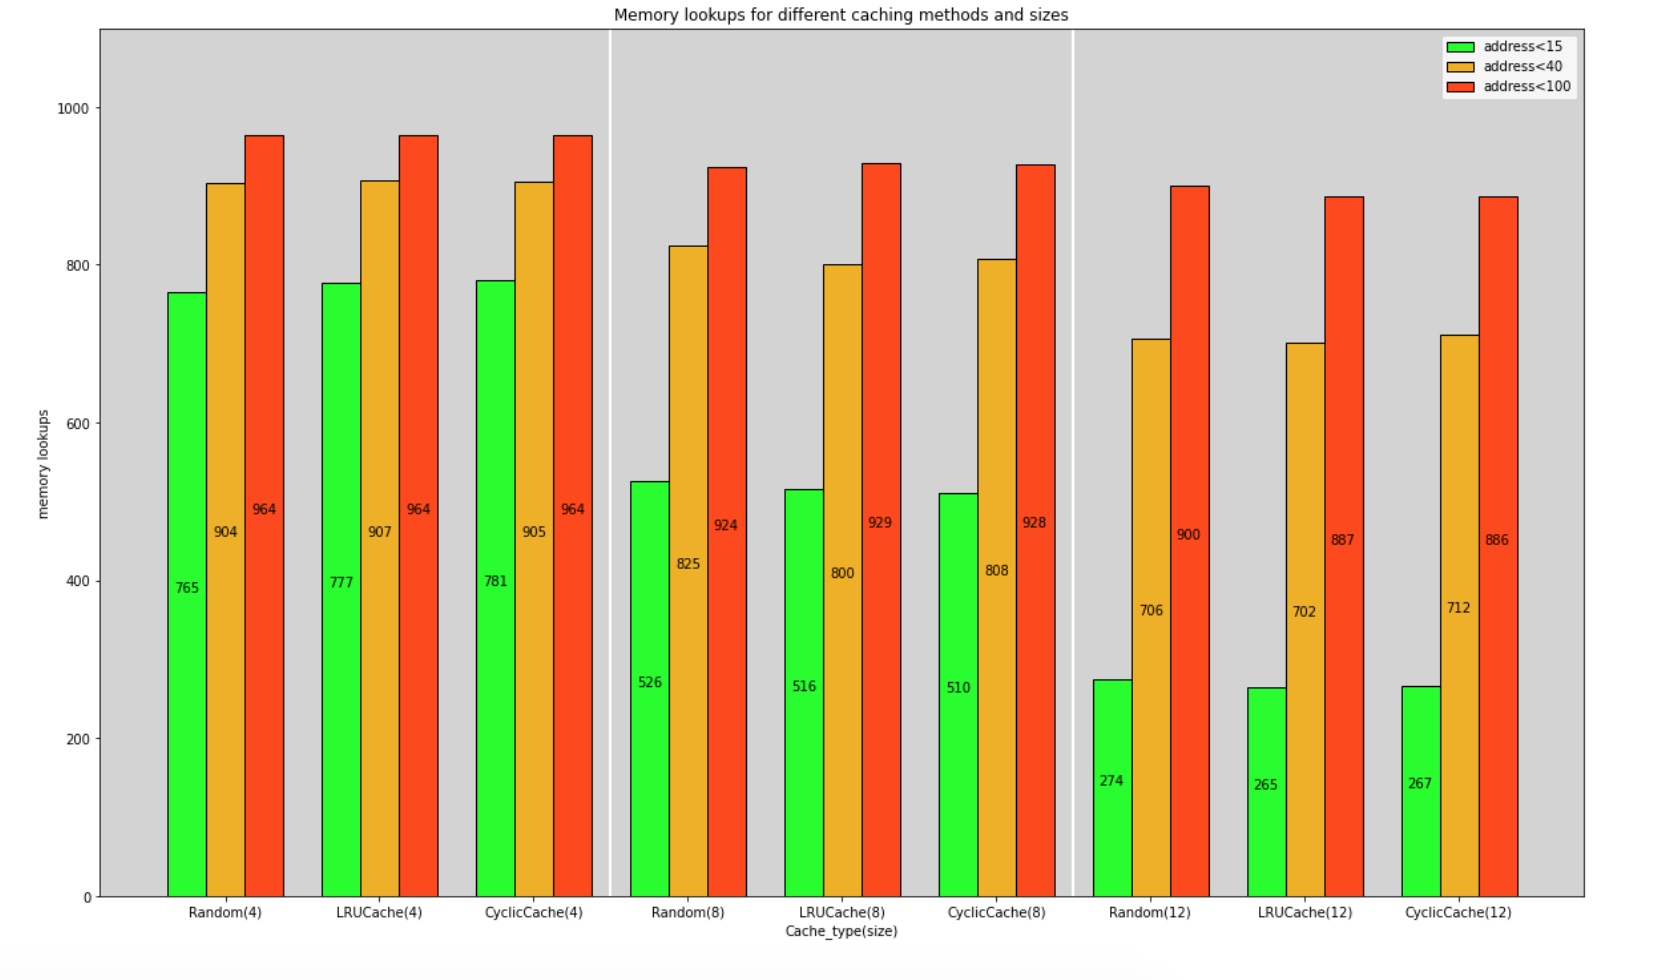 Memory lookups for different caching methods and sizes
address<15
address<40
address<100
memory lookups
1000
800
600
400
200
0
765
904
964
777
907
964
781
905
964
526
825
924
516
800
929
510
808
928
274
706
900
265
702
887
267
712
886
Random(4)
LRUCache(4)
CyclicCache(4)
Random(8)
LRUCache(8)
CyclicCache(8)
Random(12)
LRUCache(12)
CyclicCache(12)
Cache_type(size)